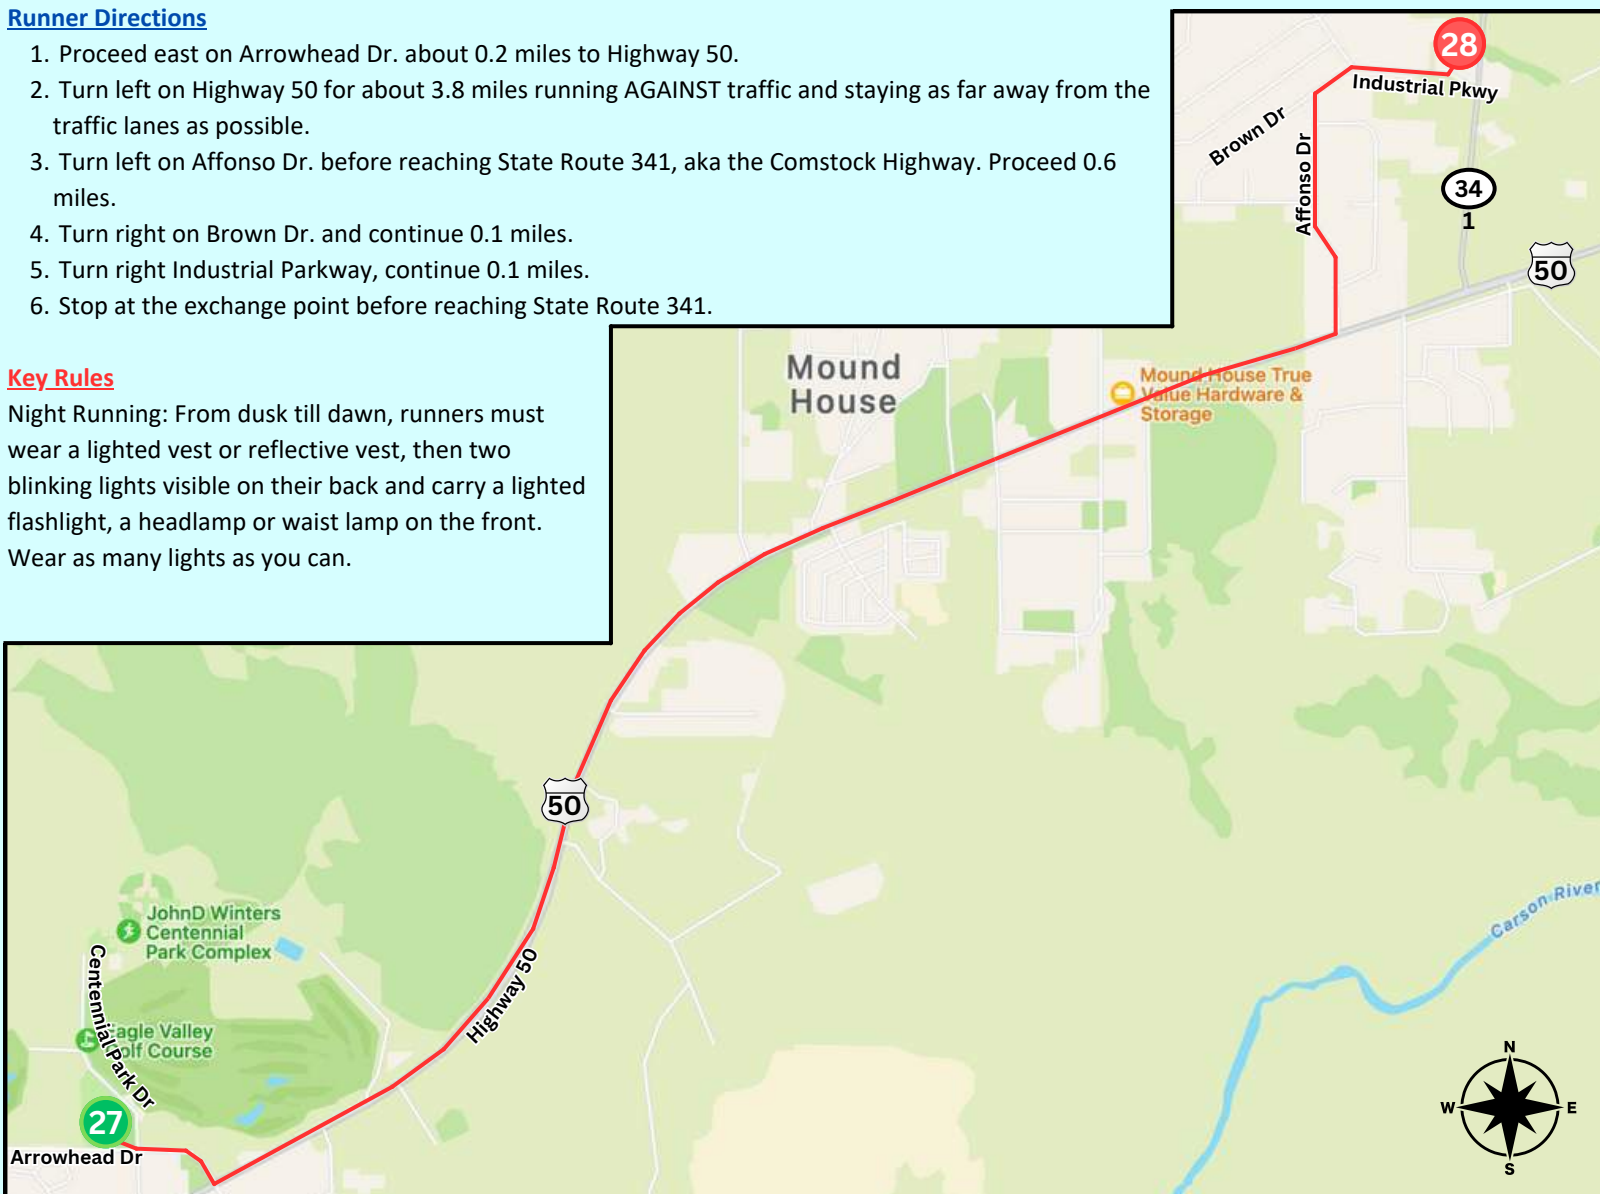 Runner Directions
1. Proceed east on Arrowhead Dr. about 0.2 miles to Highway 50.
2. Turn left on Highway 50 for about 3.8 miles running AGAINST traffic and staying as far away from the
traffic lanes as possible.
3. Turn left on Affonso Dr. before reaching State Route 341, aka the Comstock Highway. Proceed 0.6
miles.
4. Turn right on Brown Dr. and continue 0.1 miles.
5. Turn right Industrial Parkway, continue 0.1 miles.
6. Stop at the exchange point before reaching State Route 341.
Key Rules
Night Running: From dusk till dawn, runners must
wear a lighted vest or reflective vest, then two
blinking lights visible on their back and carry a lighted
flashlight, a headlamp or waist lamp on the front.
Wear as many lights as you can.
28
Industrial Pkwy
Brown Dr
Affonso Dr
34
1
50
Mound
House
Mound House True
Value Hardware &
Storage
50
Highway 50
JohnD Winters
Centennial
Park Complex
Centennial Park Dr
Eagle Valley
Golf Course
27
Arrowhead Dr
Carson River
N
W
E
S